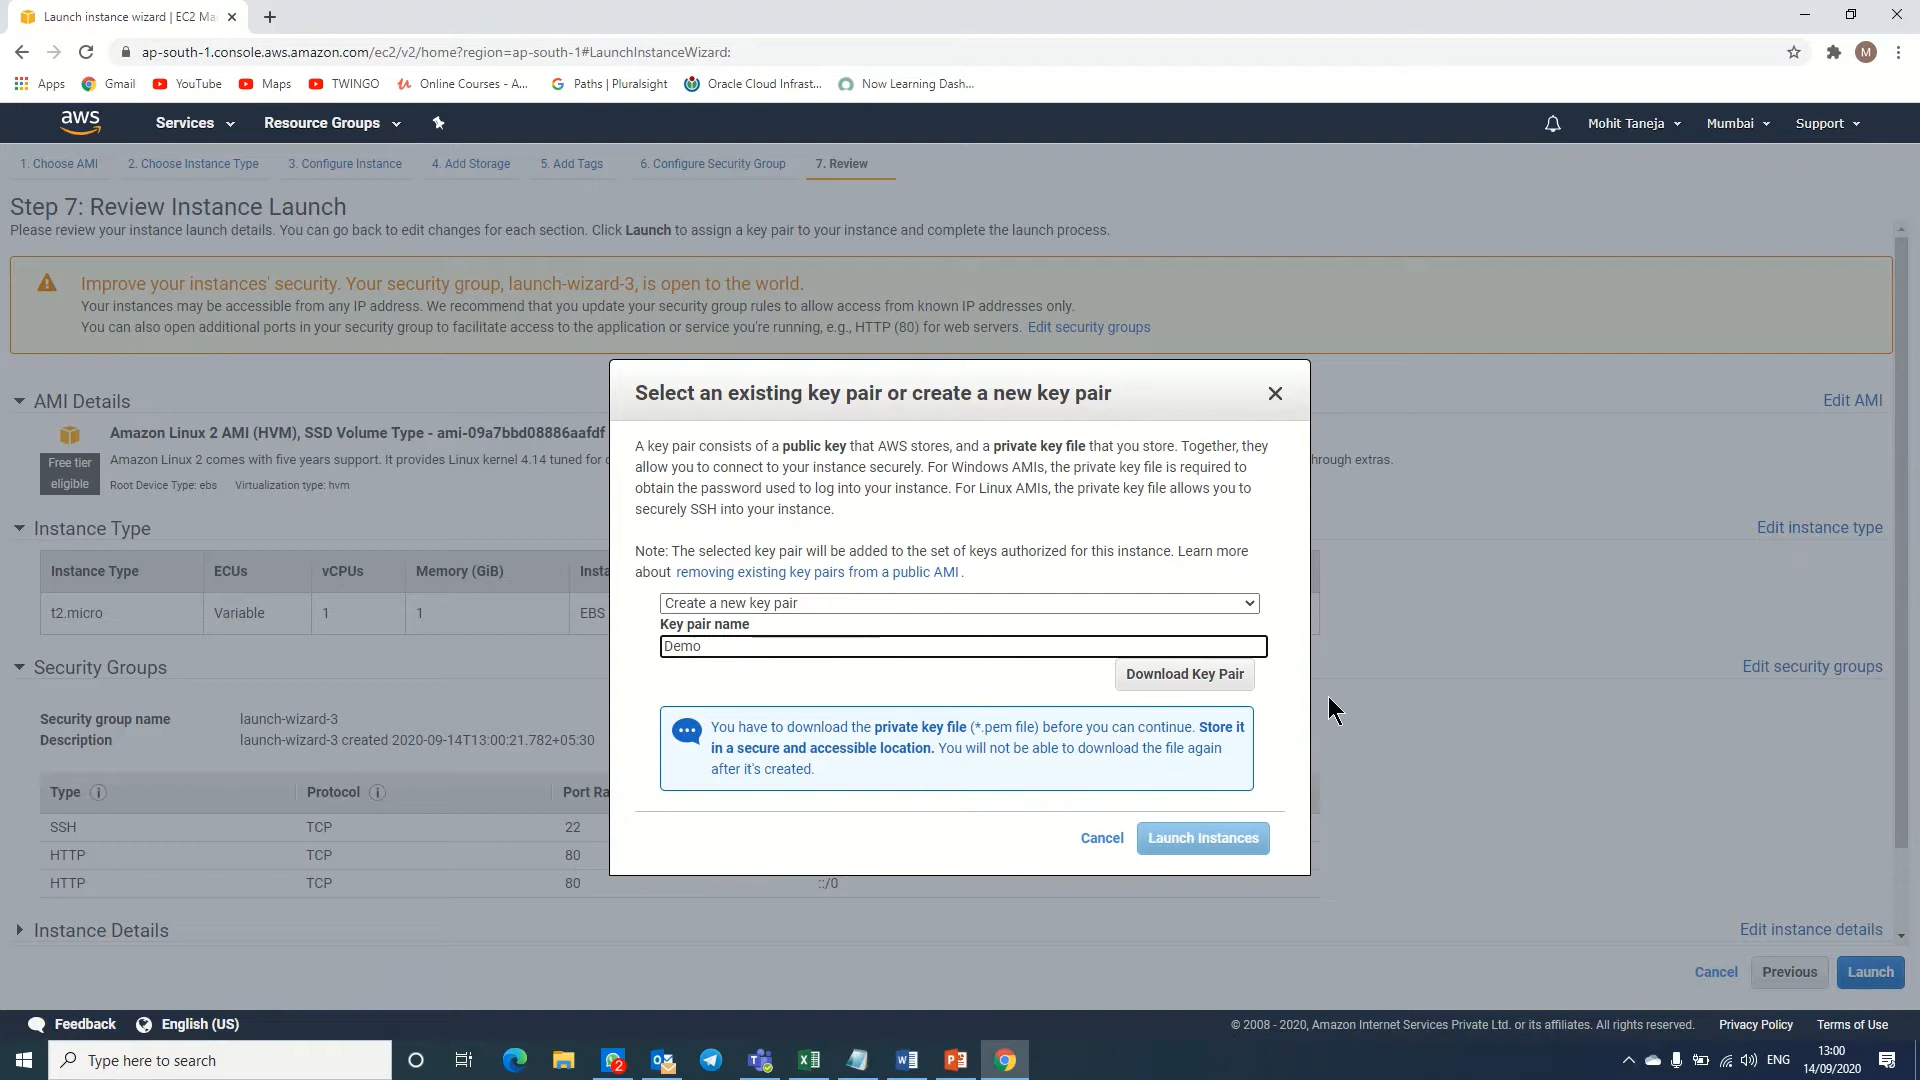 Launch instance wizard | EC2 Ma
ap-south-1.console.aws.amazon.com/ec2/v2/home?region=ap-south-1#LaunchInstanceWizard:
M
Apps Gmail YouTube Maps TWINGO Online Courses - A... Paths | Pluralsight Oracle Cloud Infrast... Now Learning Dash...
aws Services Resource Groups Mohit Taneja Mumbai Support
1. Choose AMI 2. Choose Instance Type 3. Configure Instance 4. Add Storage 5. Add Tags 6. Configure Security Group 7. Review
Step 7: Review Instance Launch
Please review your instance launch details. You can go back to edit changes for each section. Click Launch to assign a key pair to your instance and complete the launch process.
Improve your instances' security. Your security group, launch-wizard-3, is open to the world.
Your instances may be accessible from any IP address. We recommend that you update your security group rules to allow access from known IP addresses only.
You can also open additional ports in your security group to facilitate access to the application or service you're running, e.g., HTTP (80) for web servers. Edit security groups
AMI Details Edit AMI
Amazon Linux 2 AMI (HVM), SSD Volume Type - ami-09a7bbd08886aafdf
Free tier eligible
Amazon Linux 2 comes with five years support. It provides Linux kernel 4.14 tuned for hrough extras.
Root Device Type: ebs Virtualization type: hvm
Instance Type Edit instance type
Instance Type ECUs vCPUs Memory (GiB) Insta
t2.micro Variable 1 1 EBS
Security Groups Edit security groups
Security group name launch-wizard-3
Description launch-wizard-3 created 2020-09-14T13:00:21.782+05:30
Type Protocol Port Ra
SSH TCP 22
HTTP TCP 80
HTTP TCP 80 ::/0
Instance Details Edit instance details
Select an existing key pair or create a new key pair
A key pair consists of a public key that AWS stores, and a private key file that you store. Together, they
allow you to connect to your instance securely. For Windows AMIs, the private key file is required to
obtain the password used to log into your instance. For Linux AMIs, the private key file allows you to
securely SSH into your instance.
Note: The selected key pair will be added to the set of keys authorized for this instance. Learn more
about removing existing key pairs from a public AMI .
Create a new key pair
Key pair name
Demo
Download Key Pair
You have to download the private key file (*.pem file) before you can continue. Store it
in a secure and accessible location. You will not be able to download the file again
after it's created.
Cancel Launch Instances
Cancel Previous Launch
Feedback English (US) © 2008 - 2020, Amazon Internet Services Private Ltd. or its affiliates. All rights reserved. Privacy Policy Terms of Use
Type here to search
2
ENG
13:00
14/09/2020